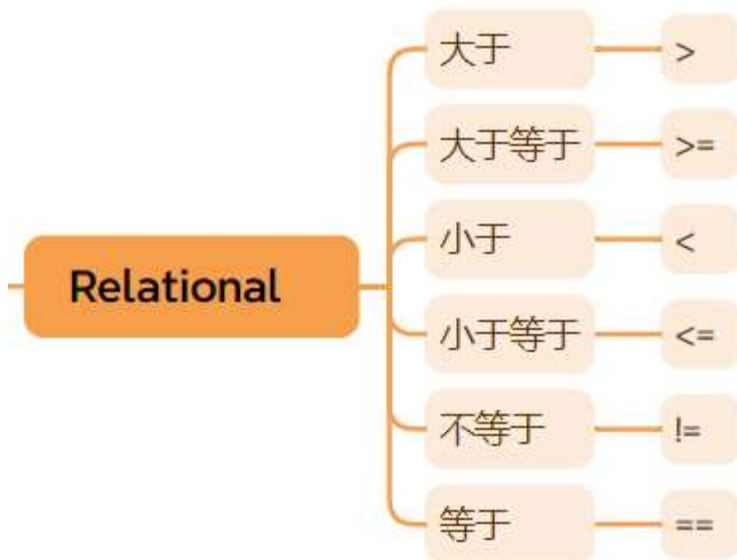 Relational
大于
>
大于等于
>=
小于
<
小于等于
<=
不等于
!=
等于
==